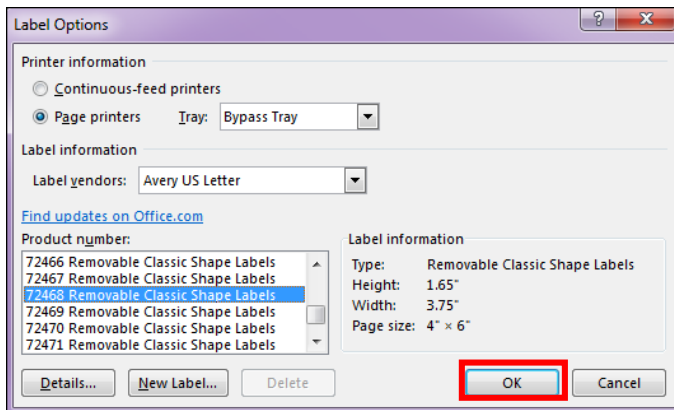 Label Options
Printer information
Continuous-feed printers
Page printers Tray: Bypass Tray
Label information
Label vendors: Avery US Letter
Find updates on Office.com
Product number:
72466 Removable Classic Shape Labels
72467 Removable Classic Shape Labels
72468 Removable Classic Shape Labels
72469 Removable Classic Shape Labels
72470 Removable Classic Shape Labels
72471 Removable Classic Shape Labels
Label information
Type: Removable Classic Shape Labels
Height: 1.65"
Width: 3.75"
Page size: 4" × 6"
Details... New Label... Delete OK Cancel